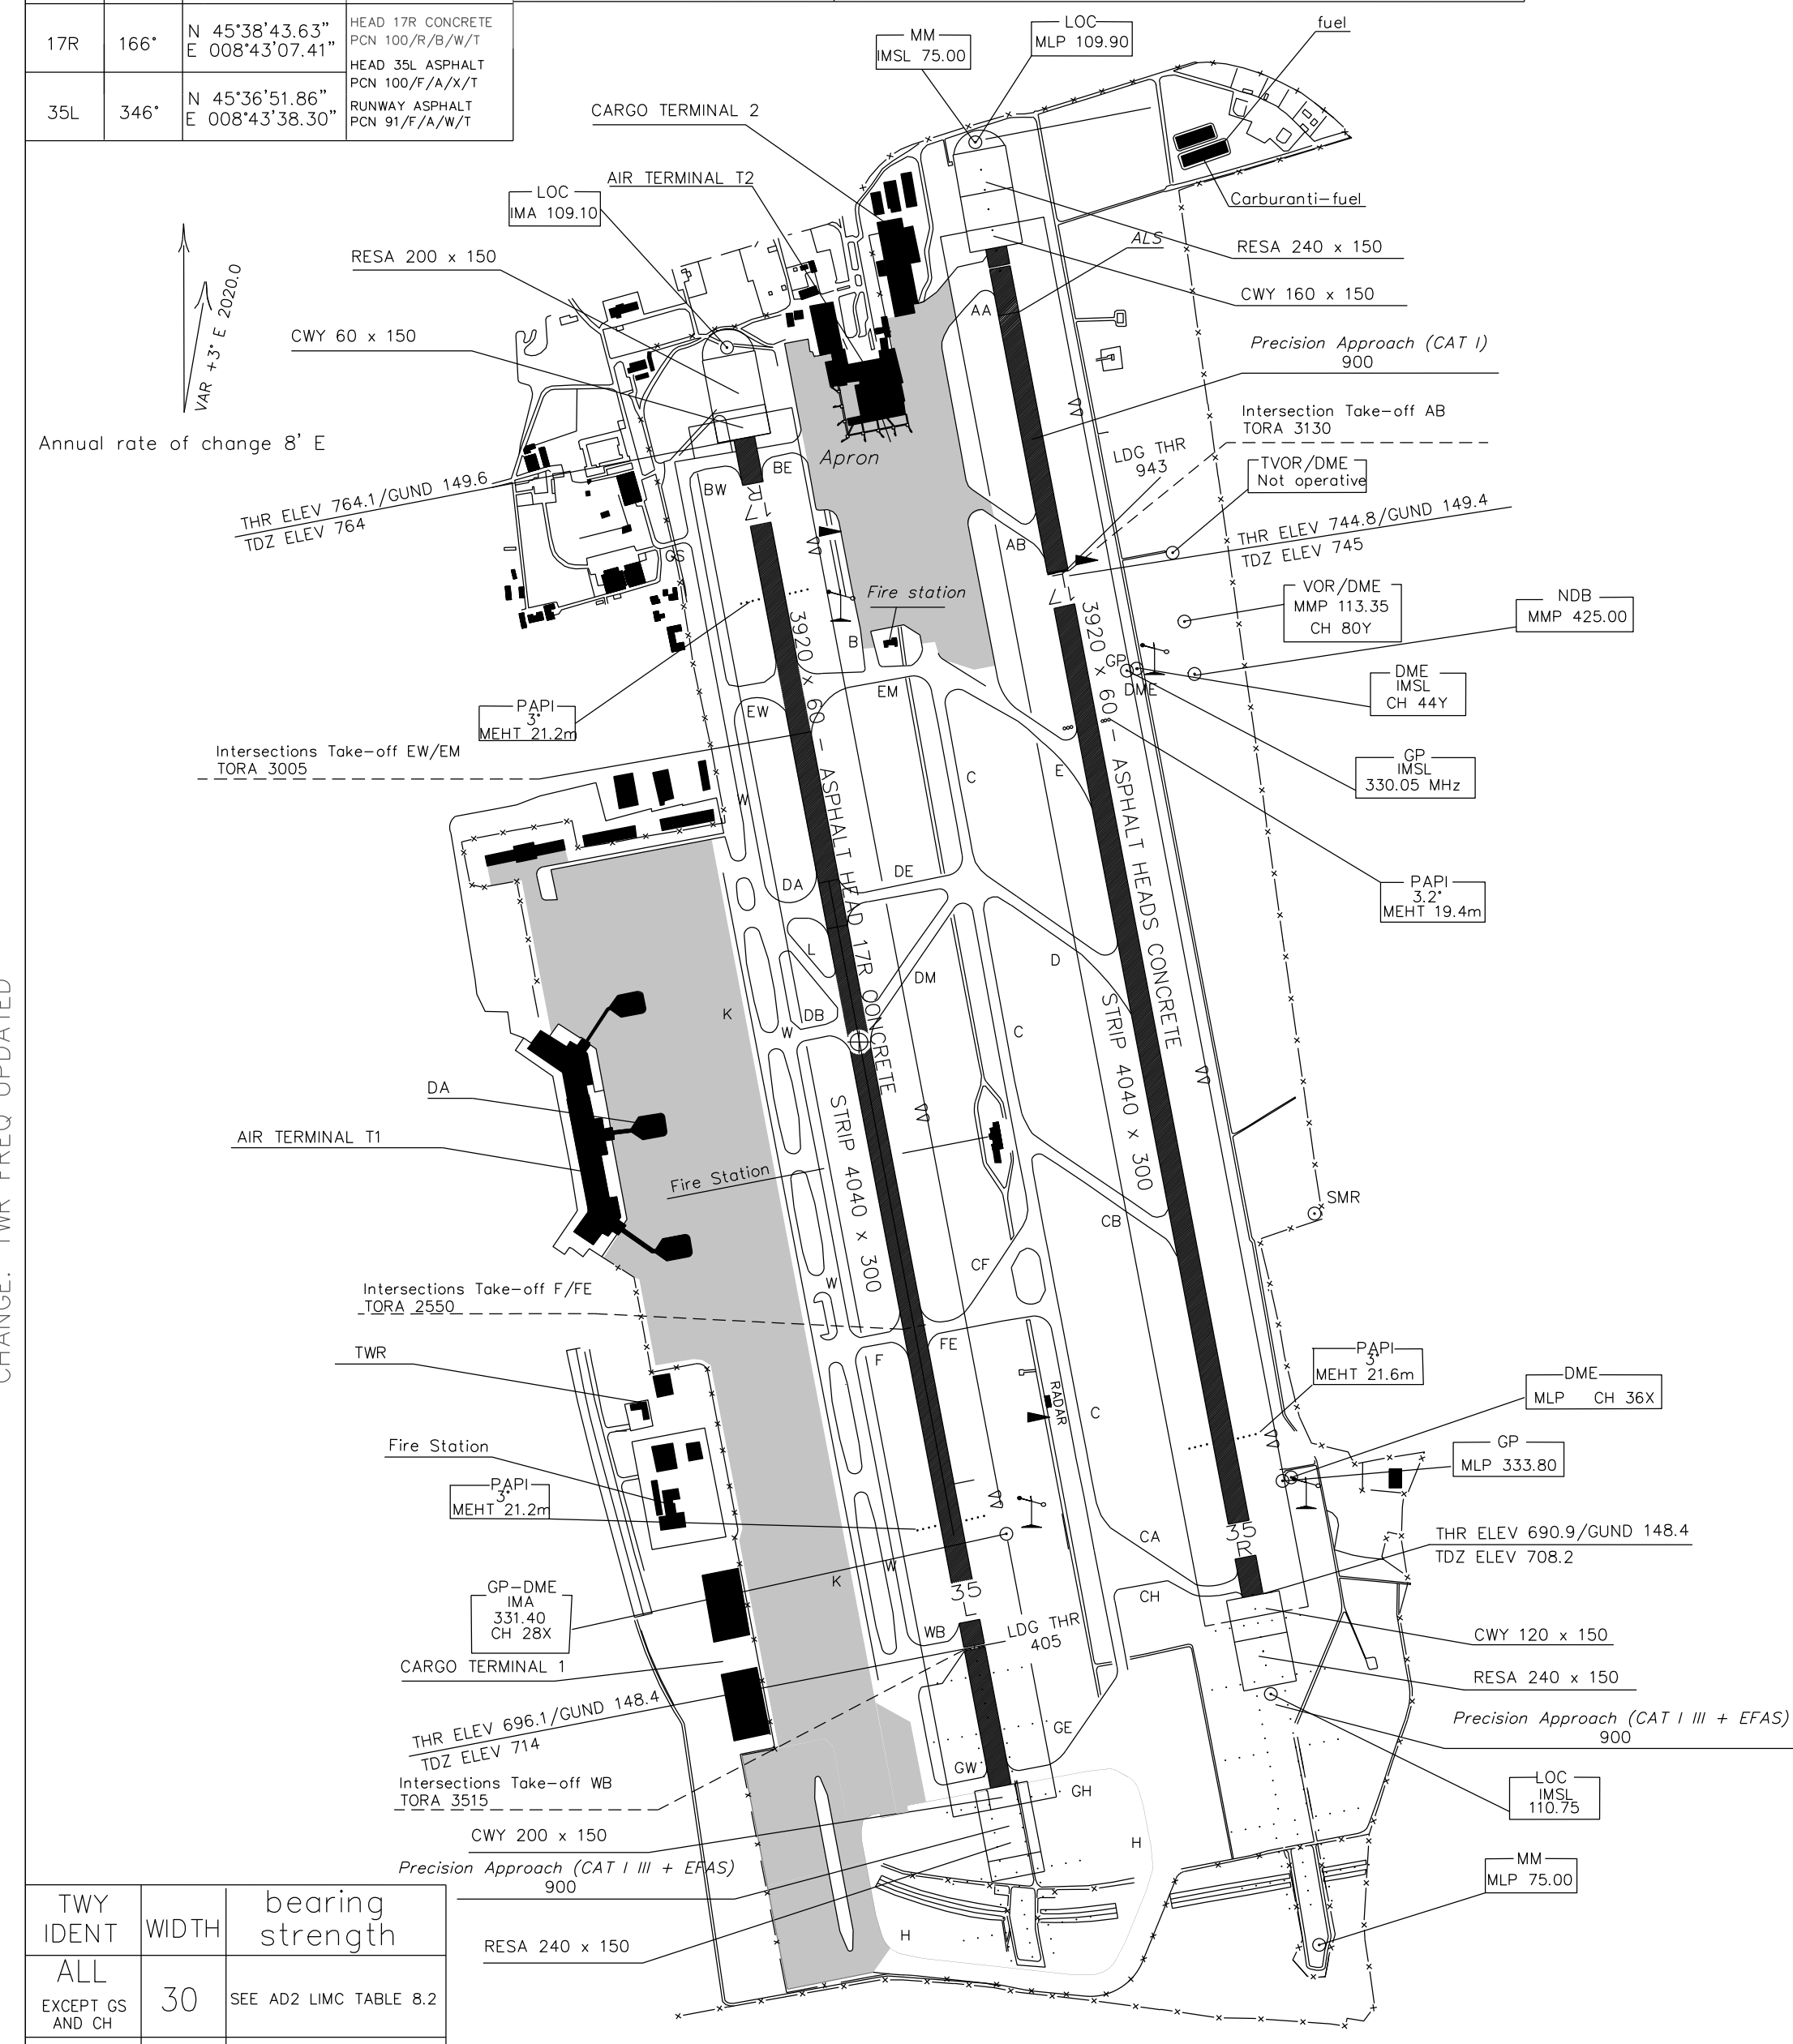 17R 166° N 45°38'43.63"
E 008°43'07.41"
HEAD 17R CONCRETE
PCN 100/R/B/W/T
HEAD 35L ASPHALT
PCN 100/F/A/X/T
35L 346° N 45°36'51.86"
E 008°43'38.30"
RUNWAY ASPHALT
PCN 91/F/A/W/T
MM
IMSL 75.00
LOC
MLP 109.90
fuel
CARGO TERMINAL 2
AIR TERMINAL T2
LOC
IMA 109.10
Carburanti-fuel
ALS
RESA 240 x 150
RESA 200 x 150
CWY 160 x 150
VAR +3° E 2020.0
CWY 60 x 150
AA
Precision Approach (CAT I)
900
Annual rate of change 8' E
Intersection Take-off AB
TORA 3130
LDG THR
943
Apron
BE
BW
TVOR/DME
Not operative
THR ELEV 764.1/GUND 149.6
TDZ ELEV 764
17
R
GS
AB
THR ELEV 744.8/GUND 149.4
TDZ ELEV 745
17
Fire station
VOR/DME
MMP 113.35
CH 80Y
NDB
MMP 425.00
B
GP
DME
DME
IMSL
CH 44Y
EM
EW
PAPI
3°
MEHT 21.2m
Intersections Take-off EW/EM
TORA 3005
C
E
GP
IMSL
330.05 MHz
W
3920 x 60 - ASPHALT HEAD 17R CONCRETE
3920 x 60 - ASPHALT HEADS CONCRETE
DE
DA
PAPI
3.2°
MEHT 19.4m
L
DM
D
K
W
DB
C
STRIP 4040 x 300
STRIP 4040 x 300
DA
AIR TERMINAL T1
Fire Station
SMR
CB
CF
W
Intersections Take-off F/FE
TORA 2550
FE
F
TWR
PAPI
3°
MEHT 21.6m
DME
MLP CH 36X
RADAR
C
Fire Station
GP
MLP 333.80
PAPI
3°
MEHT 21.2m
35
R
CA
THR ELEV 690.9/GUND 148.4
TDZ ELEV 708.2
K
W
35
L
CH
GP-DME
IMA
331.40
CH 28X
WB
LDG THR
405
CWY 120 x 150
CARGO TERMINAL 1
RESA 240 x 150
THR ELEV 696.1/GUND 148.4
TDZ ELEV 714
GE
Precision Approach (CAT I III + EFAS)
900
GW
Intersections Take-off WB
TORA 3515
GH
LOC
IMSL
110.75
CWY 200 x 150
H
Precision Approach (CAT I III + EFAS)
900
MM
MLP 75.00
H
RESA 240 x 150
TWY
IDENT
WIDTH
bearing
strength
ALL
EXCEPT GS
AND CH
30
SEE AD2 LIMC TABLE 8.2
CHANGE: TWR FREQ UPDATED